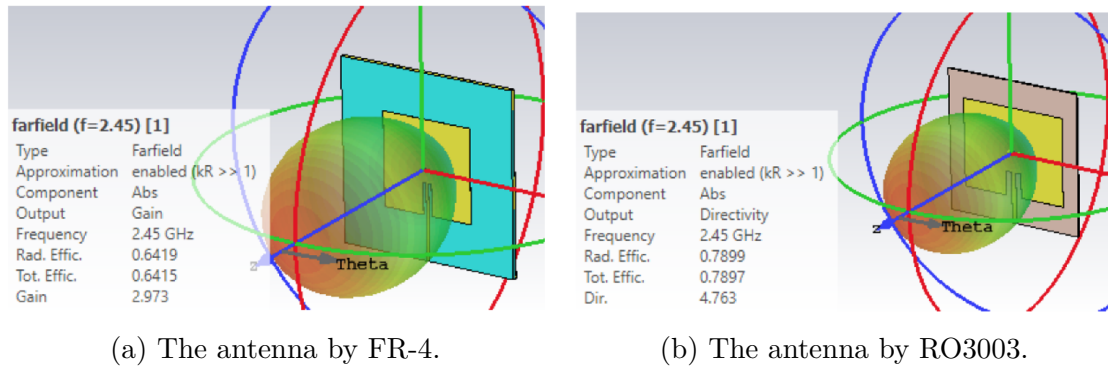 farfield (f=2.45) [1]
Type Farfield
Approximation enabled (kR >> 1)
Component Abs
Output Gain
Frequency 2.45 GHz
Rad. Effic. 0.6419
Tot. Effic. 0.6415
Gain 2.973
z
Theta
farfield (f=2.45) [1]
Type Farfield
Approximation enabled (kR >> 1)
Component Abs
Output Directivity
Frequency 2.45 GHz
Rad. Effic. 0.7899
Tot. Effic. 0.7897
Dir. 4.763
z
Theta
(a) The antenna by FR-4.
(b) The antenna by RO3003.